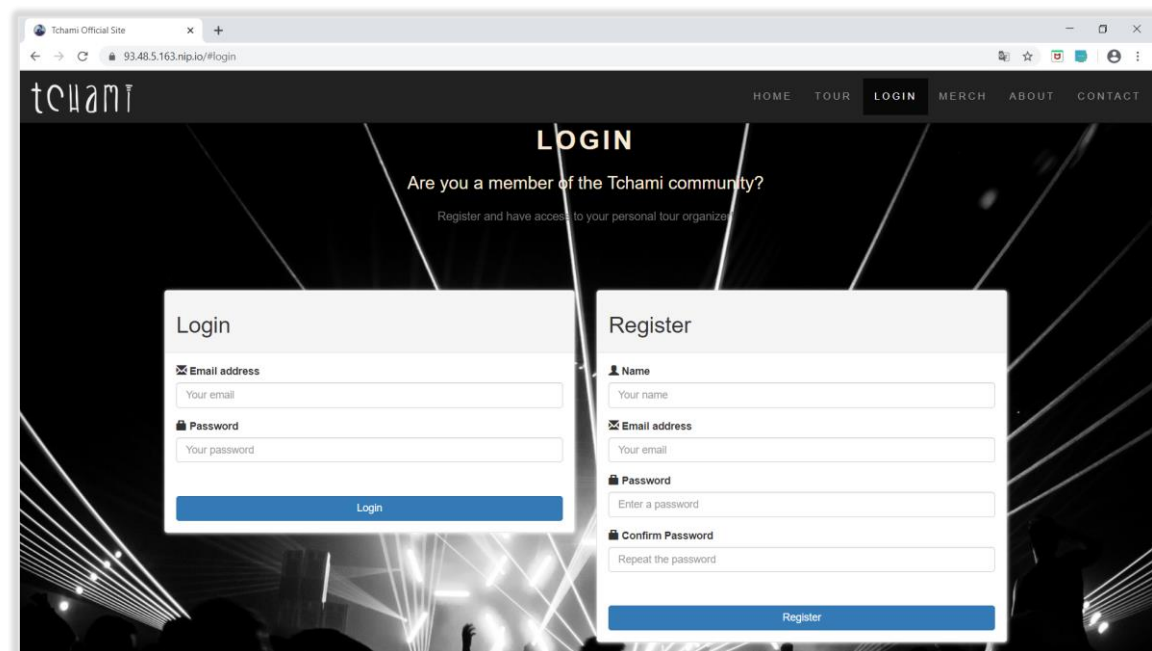 Tchami Official Site
93.48.5.163.nip.io/#login
tchami
HOME TOUR LOGIN MERCH ABOUT CONTACT
LOGIN
Are you a member of the Tchami community?
Register and have access to your personal tour organizer
Login
Email address
Your email
Password
Your password
Login
Register
Name
Your name
Email address
Your email
Password
Enter a password
Confirm Password
Repeat the password
Register